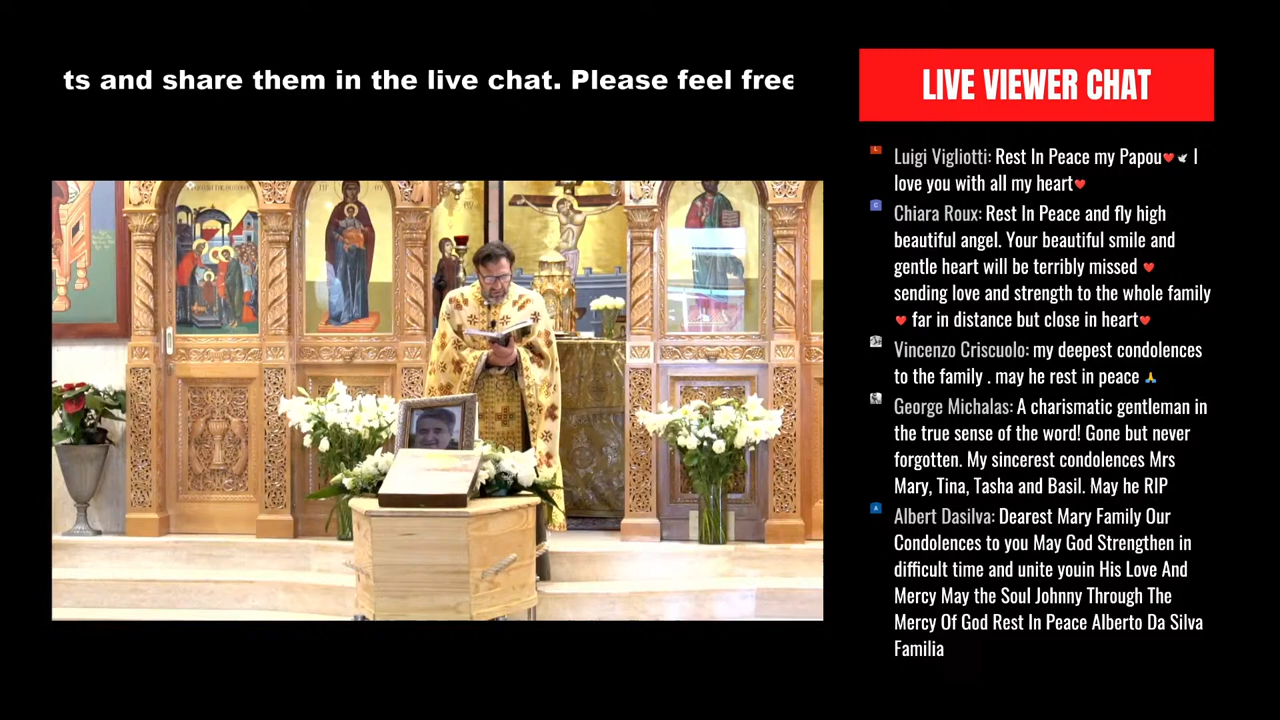 ts and share them in the live chat. Please feel free
LIVE VIEWER CHAT
Luigi Vigliotti: Rest In Peace my Papou❤️🕊️ I
love you with all my heart❤️
Chiara Roux: Rest In Peace and fly high
beautiful angel. Your beautiful smile and
gentle heart will be terribly missed ❤️
sending love and strength to the whole family
❤️ far in distance but close in heart❤️
Vincenzo Criscuolo: my deepest condolences
to the family . may he rest in peace 🙏
George Michalas: A charismatic gentleman in
the true sense of the word! Gone but never
forgotten. My sincerest condolences Mrs
Mary, Tina, Tasha and Basil. May he RIP
Albert Dasilva: Dearest Mary Family Our
Condolences to you May God Strengthen in
difficult time and unite youin His Love And
Mercy May the Soul Johnny Through The
Mercy Of God Rest In Peace Alberto Da Silva
Familia